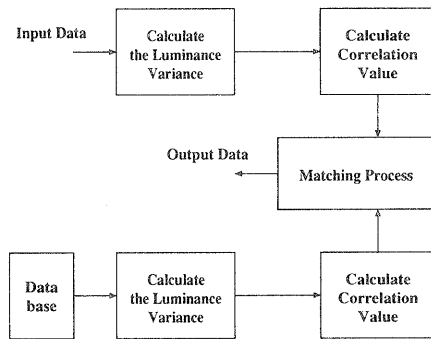 Input Data
Calculate
the Luminance
Variance
Calculate
Correlation
Value
Output Data
Matching Process
Data
base
Calculate
the Luminance
Variance
Calculate
Correlation
Value